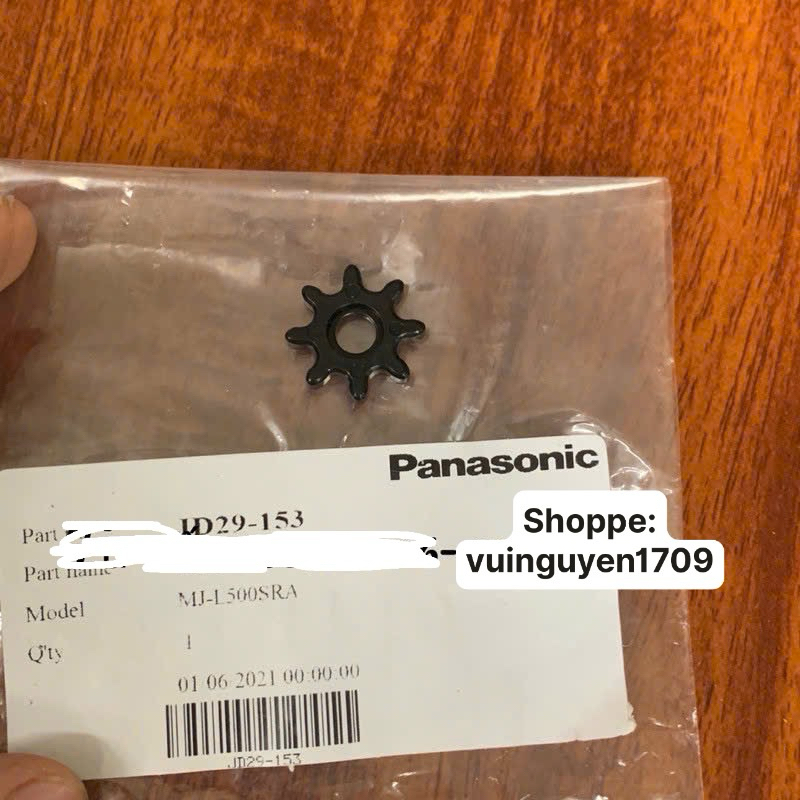 Panasonic
Part
JD29-153
Part name
Model
MJ-L500SRA
Q'ty
1
01 06 2021 00:00:00
JD29-153
Shoppe:
vuinguyen1709